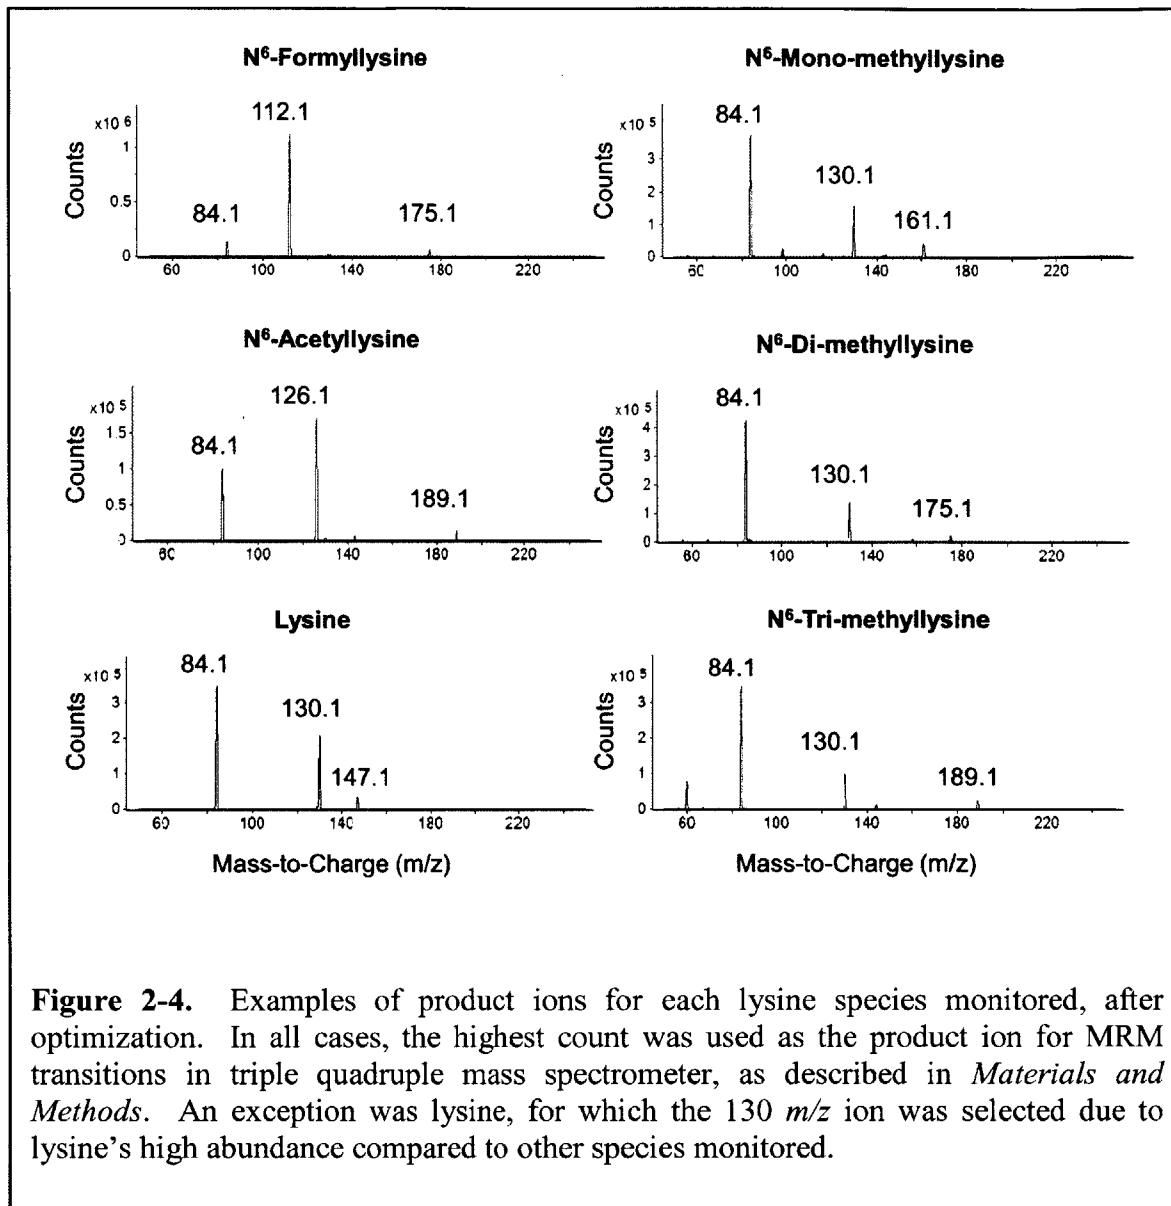 N⁶-Formyllysine
x10 ⁶
Counts
1
0.5
0
84.1
112.1
175.1
60 100 140 180 220
N⁶-Mono-methyllysine
x10 ⁵
Counts
3
2
1
0
84.1
130.1
161.1
60 100 140 180 220
N⁶-Acetyllysine
x10 ⁵
Counts
1.5
1
0.5
0
84.1
126.1
189.1
60 100 140 180 220
N⁶-Di-methyllysine
x10 ⁵
Counts
4
3
2
1
0
84.1
130.1
175.1
60 100 140 180 220
Lysine
x10 ⁵
Counts
3
2
1
0
84.1
130.1
147.1
60 100 140 180 220
Mass-to-Charge (m/z)
N⁶-Tri-methyllysine
x10 ⁵
Counts
3
2
1
0
84.1
130.1
189.1
60 100 140 180 220
Mass-to-Charge (m/z)
Figure 2-4. Examples of product ions for each lysine species monitored, after
optimization. In all cases, the highest count was used as the product ion for MRM
transitions in triple quadruple mass spectrometer, as described in Materials and
Methods. An exception was lysine, for which the 130 m/z ion was selected due to
lysine's high abundance compared to other species monitored.